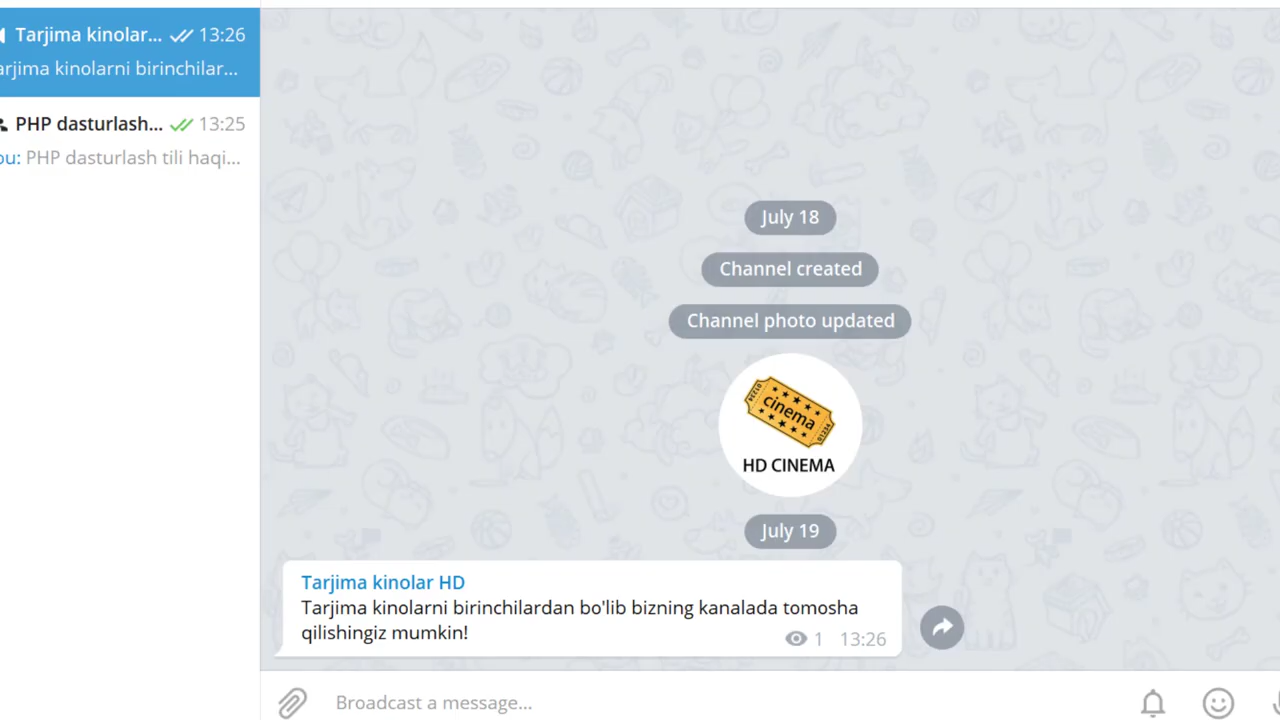 Tarjima kinolar... 13:26
arjima kinolarni birinchilar...
PHP dasturlash... 13:25
ou: PHP dasturlash tili haqi...
July 18
Channel created
Channel photo updated
cinema
01234
01234
HD CINEMA
July 19
Tarjima kinolar HD
Tarjima kinolarni birinchilardan bo'lib bizning kanalada tomosha
qilishingiz mumkin!
1 13:26
Broadcast a message...